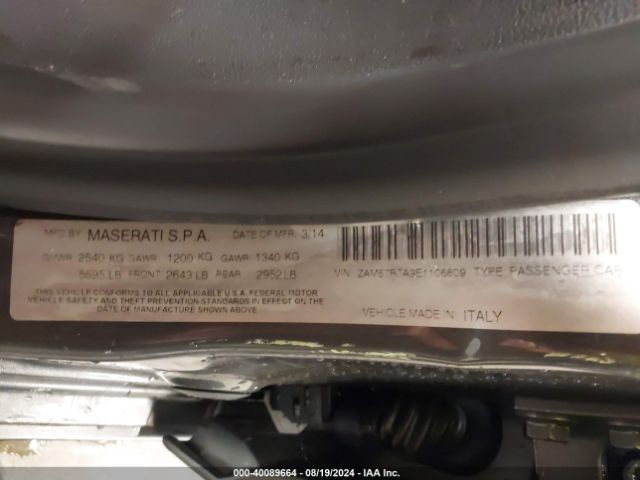 MFD BY MASERATI S.P.A. DATE OF MFR: 3/14
GVWR 2540 KG GAWR 1200 KG GAWR 1340 KG
5595 LB FRONT 2643 LB REAR 2952 LB
THIS VEHICLE CONFORMS TO ALL APPLICABLE U.S.A. FEDERAL MOTOR
VEHICLE SAFETY AND THEFT PREVENTION STANDARDS IN EFFECT ON THE
DATE OF MANUFACTURE SHOWN ABOVE
VIN: TYPE PASSENGER CAR
VEHICLE MADE IN ITALY
000-40089664 / 08/19/2024 - IAA Inc.